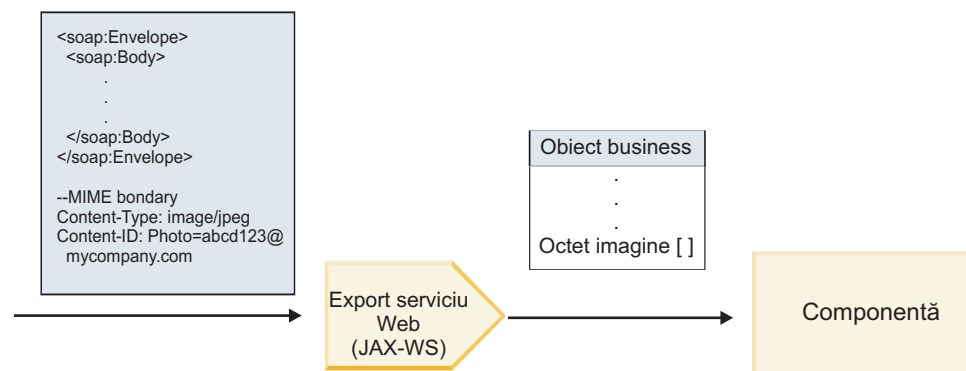 <soap:Envelope>
<soap:Body>
.
.
.
</soap:Body>
</soap:Envelope>
--MIME bondary
Content-Type: image/jpeg
Content-ID: Photo=abcd123@
mycompany.com
Export serviciu
Web
(JAX-WS)
Obiect business
.
.
.
Octet imagine [ ]
Componentă